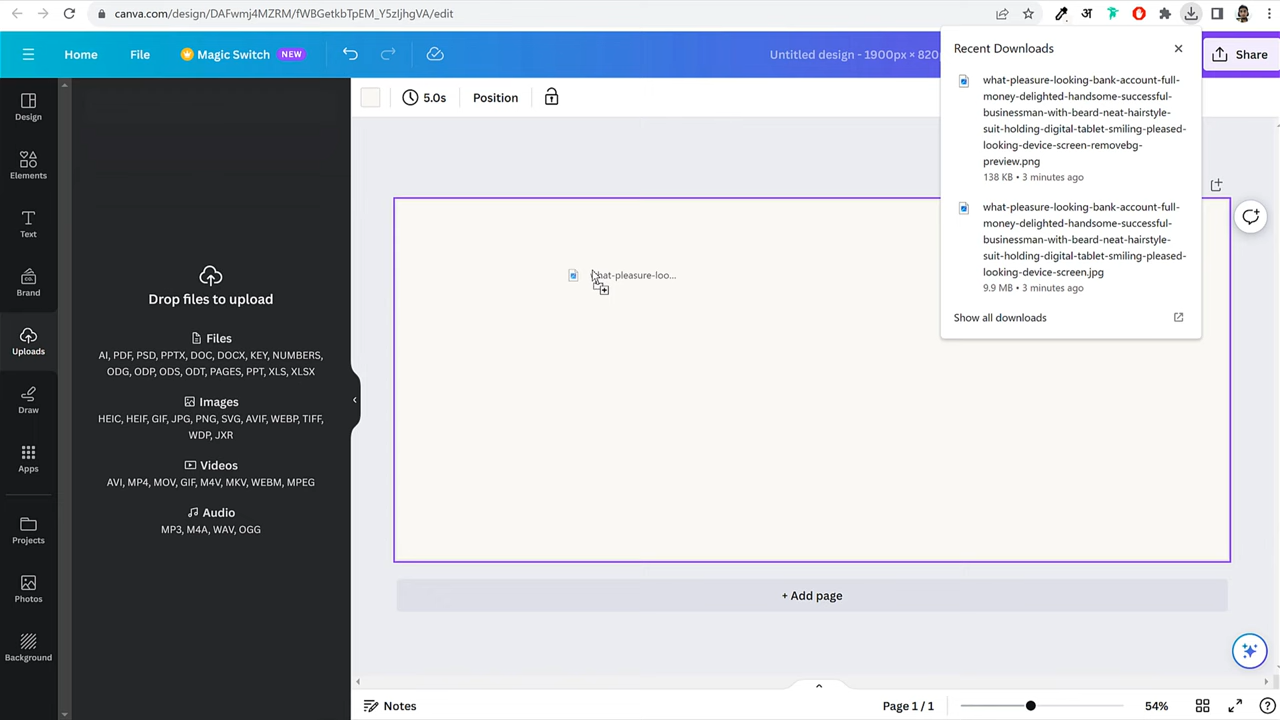 canva.com/design/DAFwmj4MZRM/fWBGetkbTpEM_Y5zIjhgVA/edit
अ
Recent Downloads
what-pleasure-looking-bank-account-full-
money-delighted-handsome-successful-
businessman-with-beard-neat-hairstyle-
suit-holding-digital-tablet-smiling-pleased-
looking-device-screen-removebg-
preview.png
138 KB • 3 minutes ago
what-pleasure-looking-bank-account-full-
money-delighted-handsome-successful-
businessman-with-beard-neat-hairstyle-
suit-holding-digital-tablet-smiling-pleased-
looking-device-screen.jpg
9.9 MB • 3 minutes ago
Show all downloads
Home
File
Magic Switch NEW
Untitled design - 1900px × 820p
Share
Design
Elements
Text
Brand
Uploads
Draw
Apps
Projects
Photos
Background
Drop files to upload
Files
AI, PDF, PSD, PPTX, DOC, DOCX, KEY, NUMBERS,
ODG, ODP, ODS, ODT, PAGES, PPT, XLS, XLSX
Images
HEIC, HEIF, GIF, JPG, PNG, SVG, AVIF, WEBP, TIFF,
WDP, JXR
Videos
AVI, MP4, MOV, GIF, M4V, MKV, WEBM, MPEG
Audio
MP3, M4A, WAV, OGG
5.0s
Position
what-pleasure-loo...
+ Add page
Notes
Page 1 / 1
54%